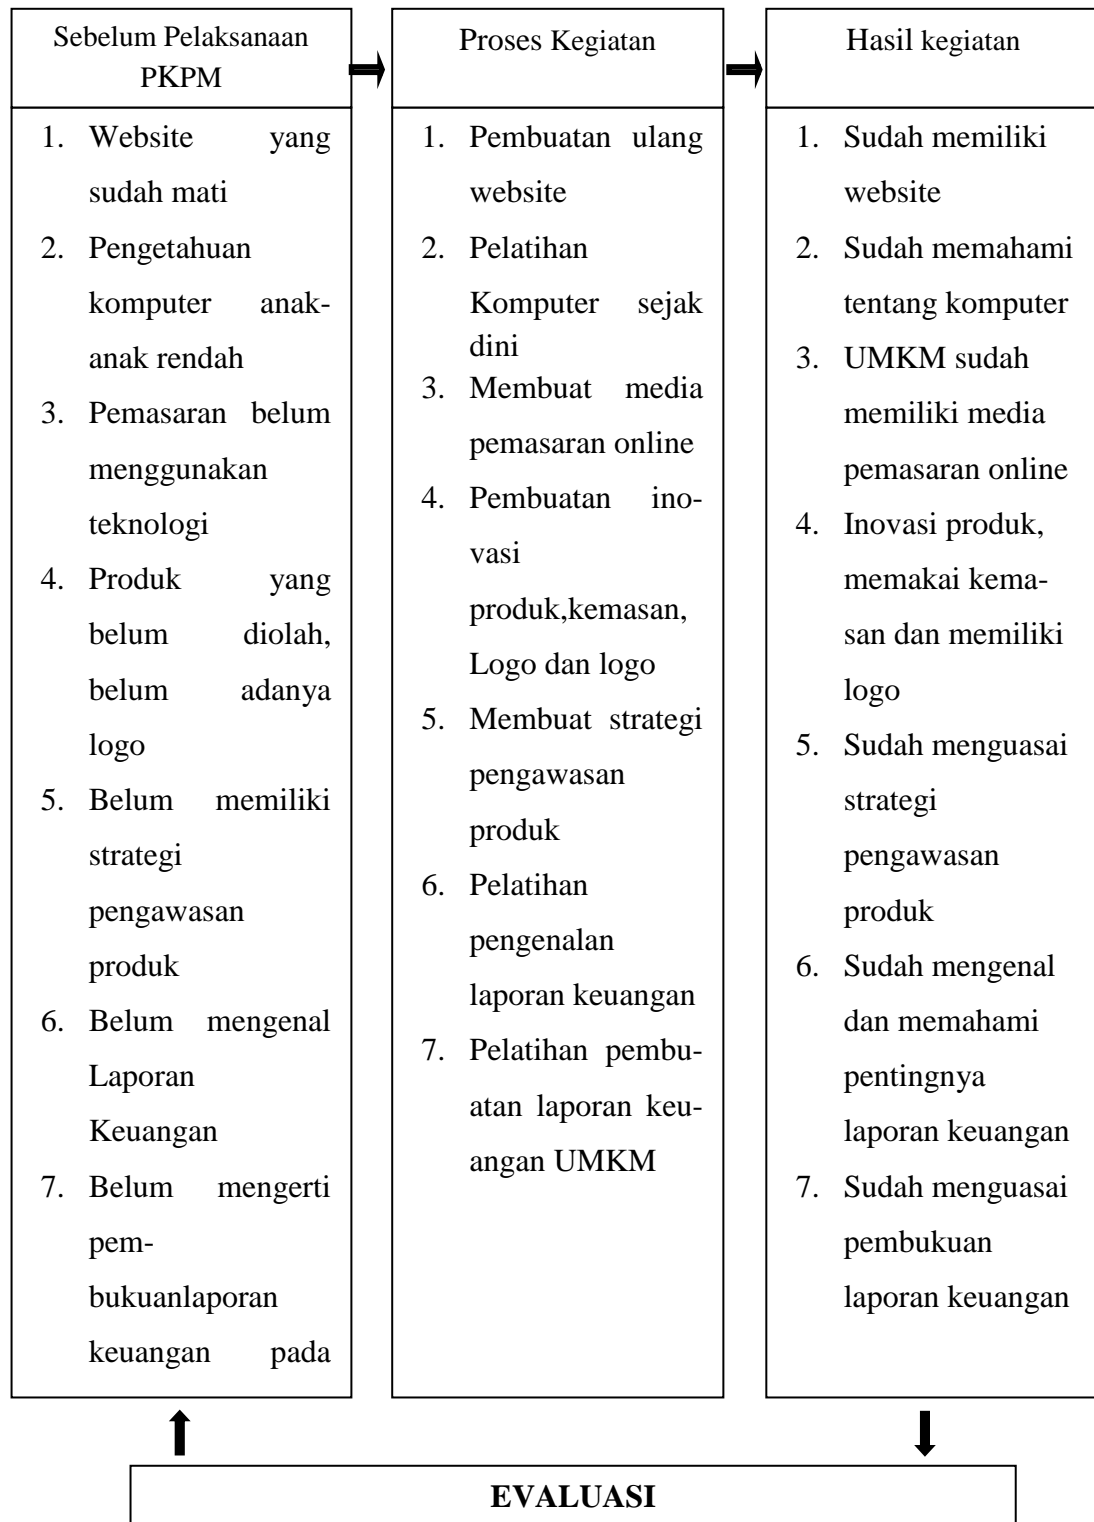 Sebelum Pelaksanaan
PKPM
1. Website yang
sudah mati
2. Pengetahuan
komputer anak-
anak rendah
3. Pemasaran belum
menggunakan
teknologi
4. Produk yang
belum diolah,
belum adanya
logo
5. Belum memiliki
strategi
pengawasan
produk
6. Belum mengenal
Laporan
Keuangan
7. Belum mengerti
pem-
bukuanlaporan
keuangan pada
Proses Kegiatan
1. Pembuatan ulang
website
2. Pelatihan
Komputer sejak
dini
3. Membuat media
pemasaran online
4. Pembuatan ino-
vasi
produk,kemasan,
Logo dan logo
5. Membuat strategi
pengawasan
produk
6. Pelatihan
pengenalan
laporan keuangan
7. Pelatihan pembu-
atan laporan keu-
angan UMKM
Hasil kegiatan
1. Sudah memiliki
website
2. Sudah memahami
tentang komputer
3. UMKM sudah
memiliki media
pemasaran online
4. Inovasi produk,
memakai kema-
san dan memiliki
logo
5. Sudah menguasai
strategi
pengawasan
produk
6. Sudah mengenal
dan memahami
pentingnya
laporan keuangan
7. Sudah menguasai
pembukuan
laporan keuangan
EVALUASI